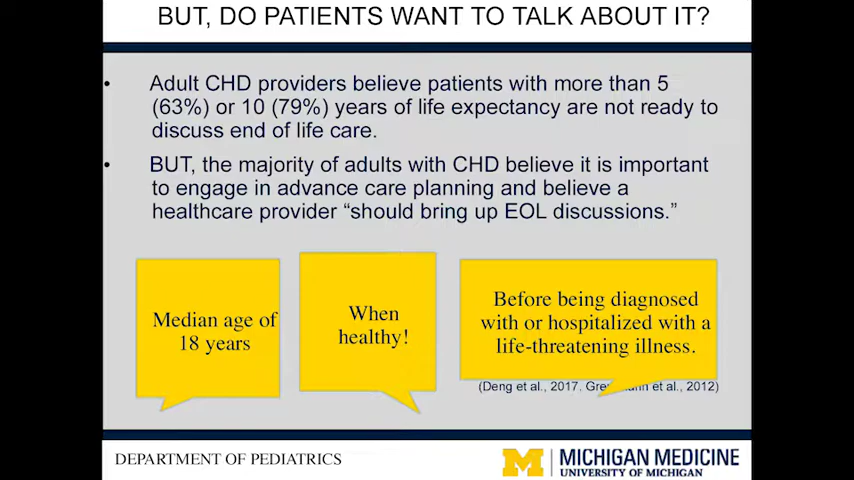 BUT, DO PATIENTS WANT TO TALK ABOUT IT?
• Adult CHD providers believe patients with more than 5
(63%) or 10 (79%) years of life expectancy are not ready to
discuss end of life care.
• BUT, the majority of adults with CHD believe it is important
to engage in advance care planning and believe a
healthcare provider “should bring up EOL discussions.”
Median age of
18 years
When
healthy!
Before being diagnosed
with or hospitalized with a
life-threatening illness.
(Deng et al., 2017. et al., 2012)
DEPARTMENT OF PEDIATRICS
M MICHIGAN MEDICINE
UNIVERSITY OF MICHIGAN